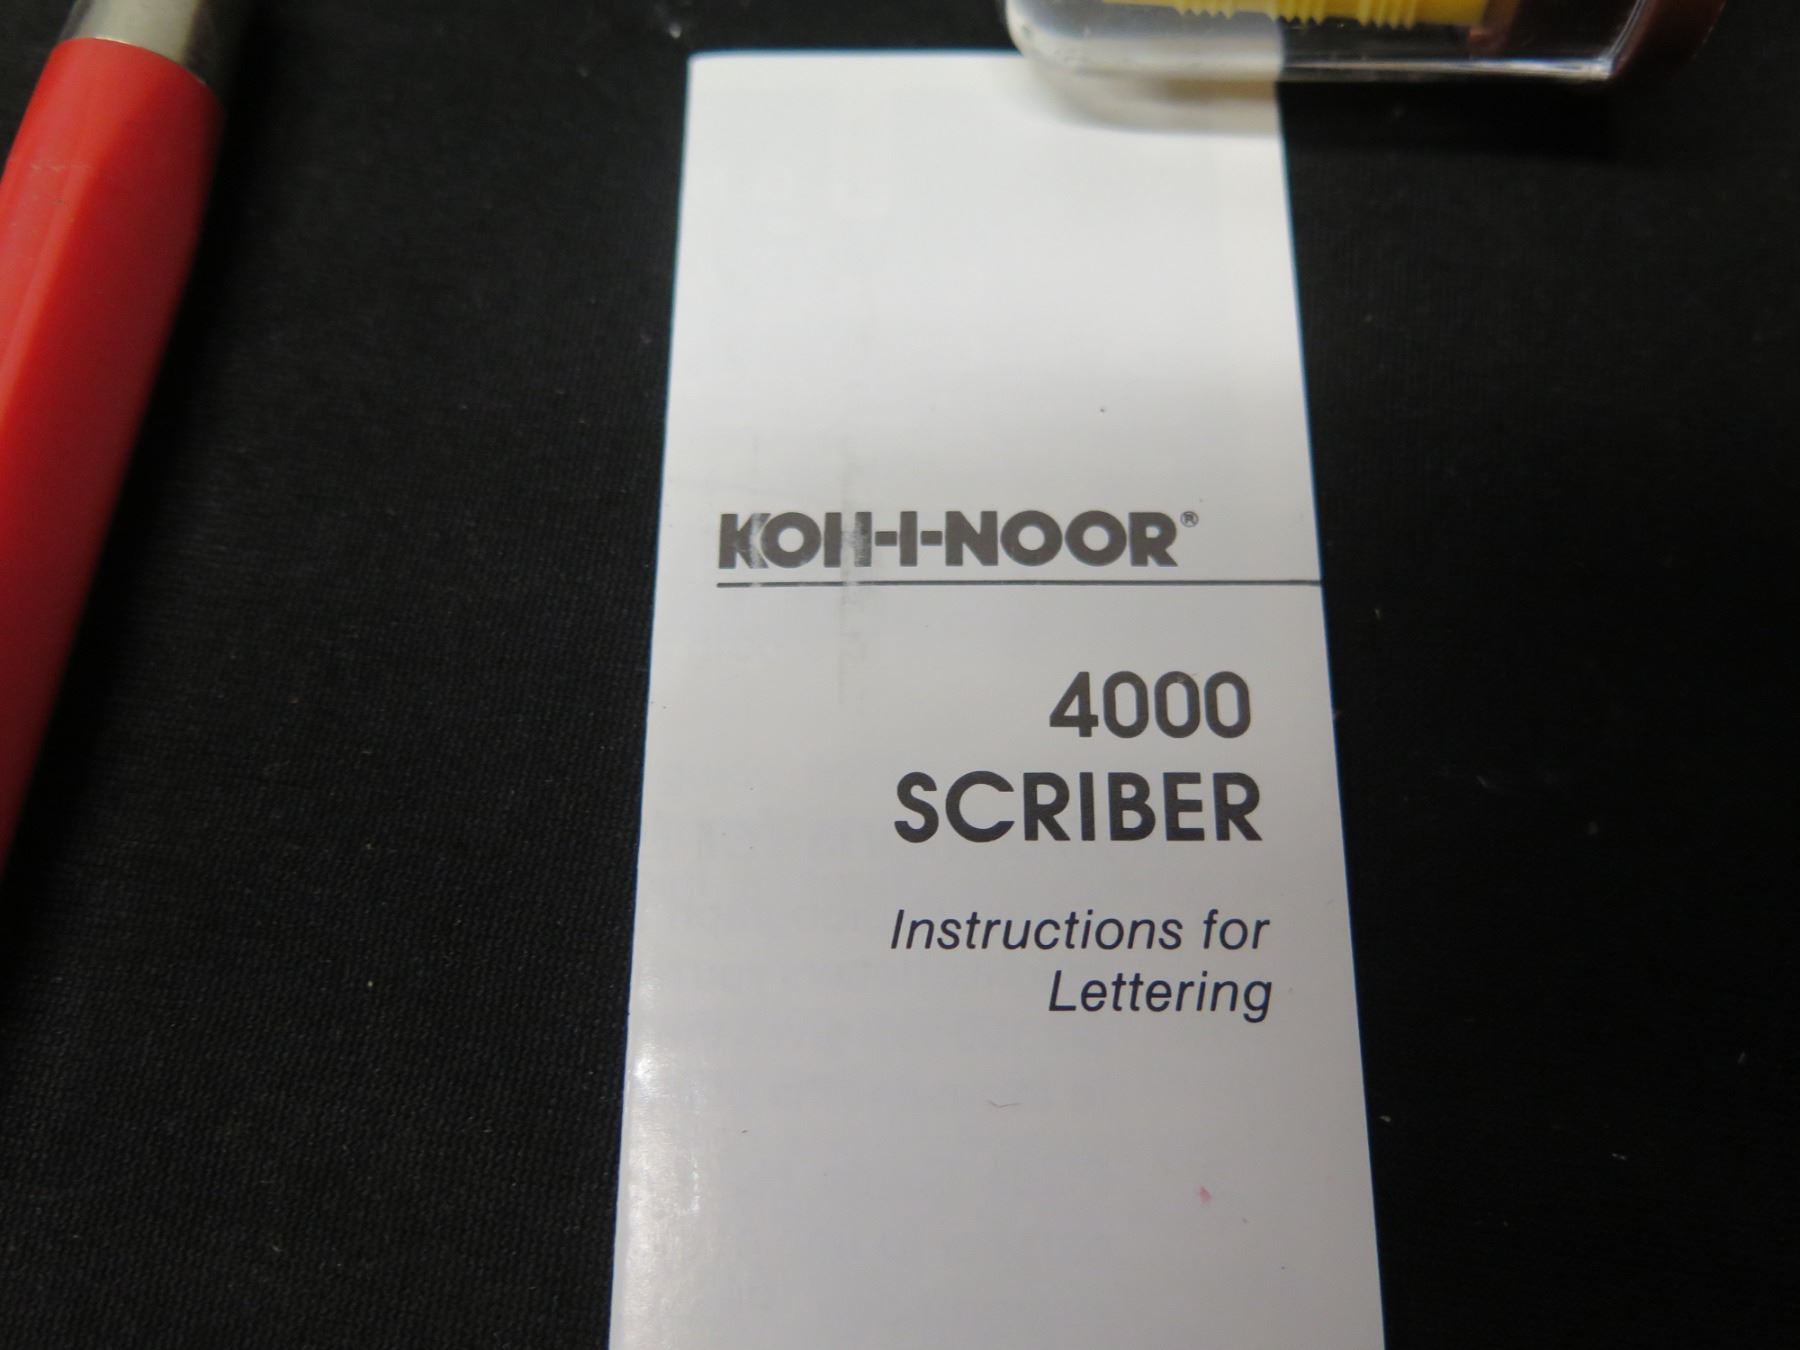 KOH-I-NOOR®
4000
SCRIBER
Instructions for
Lettering